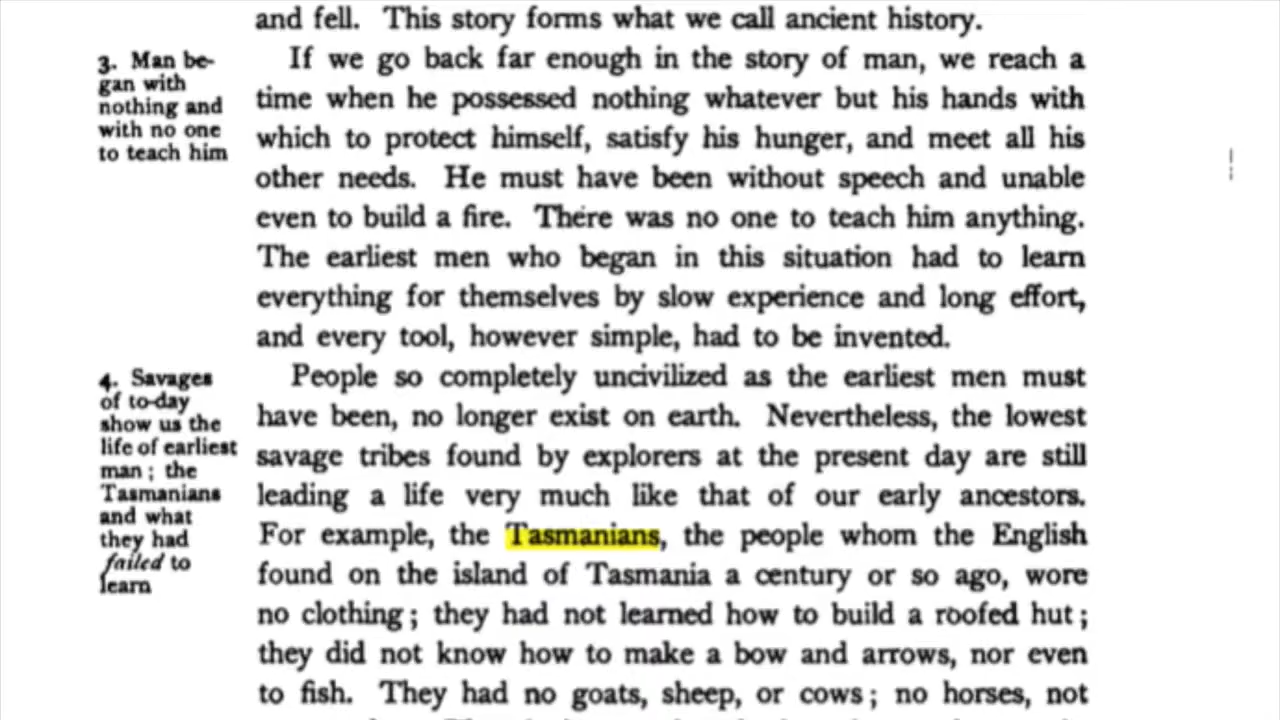 and fell. This story forms what we call ancient history.
3. Man be-
gan with
nothing and
with no one
to teach him
If we go back far enough in the story of man, we reach a
time when he possessed nothing whatever but his hands with
which to protect himself, satisfy his hunger, and meet all his
other needs. He must have been without speech and unable
even to build a fire. There was no one to teach him anything.
The earliest men who began in this situation had to learn
everything for themselves by slow experience and long effort,
and every tool, however simple, had to be invented.
4. Savages
of to-day
show us the
life of earliest
man; the
Tasmanians
and what
they had
failed to
learn
People so completely uncivilized as the earliest men must
have been, no longer exist on earth. Nevertheless, the lowest
savage tribes found by explorers at the present day are still
leading a life very much like that of our early ancestors.
For example, the Tasmanians, the people whom the English
found on the island of Tasmania a century or so ago, wore
no clothing; they had not learned how to build a roofed hut;
they did not know how to make a bow and arrows, nor even
to fish. They had no goats, sheep, or cows; no horses, not